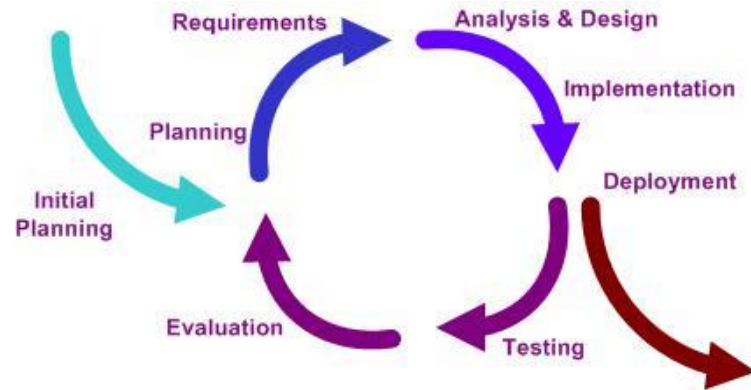 Requirements
Analysis & Design
Implementation
Planning
Deployment
Initial
Planning
Evaluation
Testing